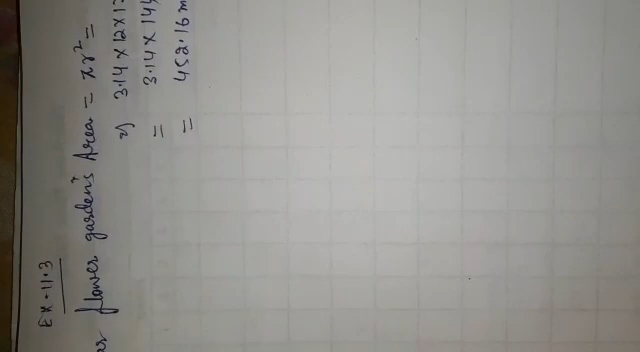 Ex-11.3
flower garden's Area = πr² =
⇒ 3.14 × 12 × 12
= 3.14 × 144
= 452.16 m